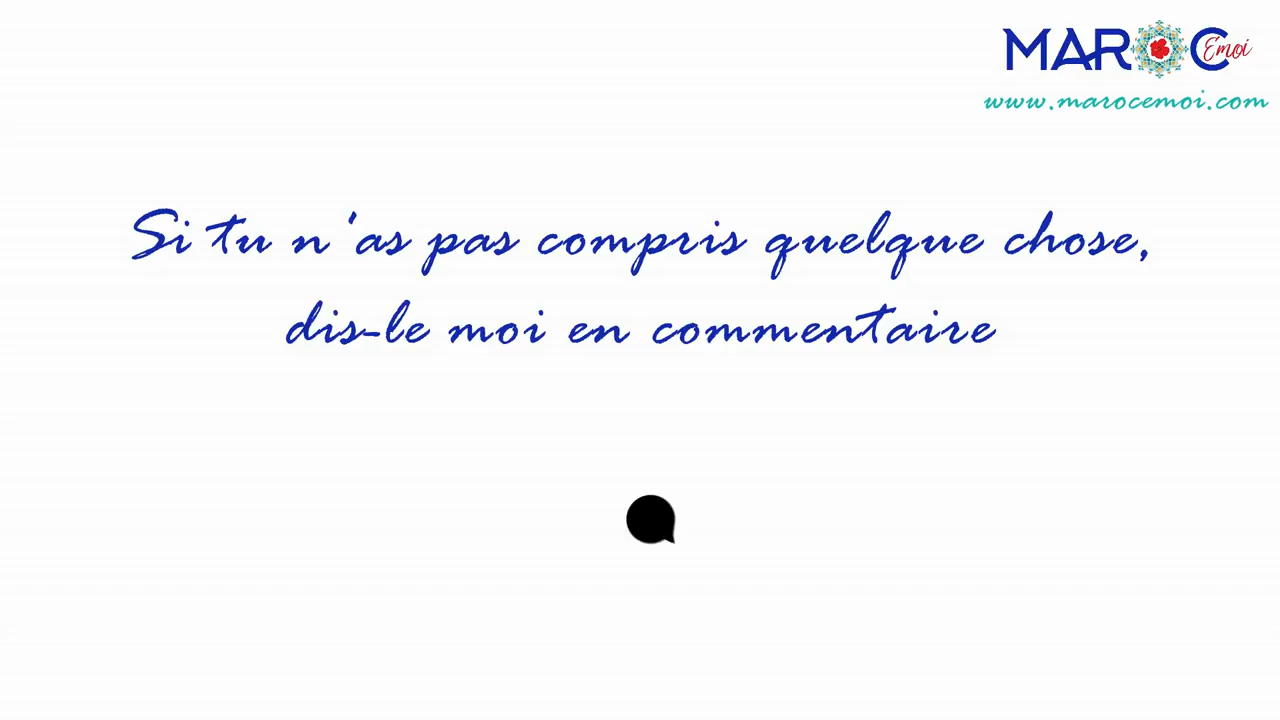 MAROC Emoi
www.marocemoi.com
Si tu n'as pas compris quelque chose,
dis-le moi en commentaire